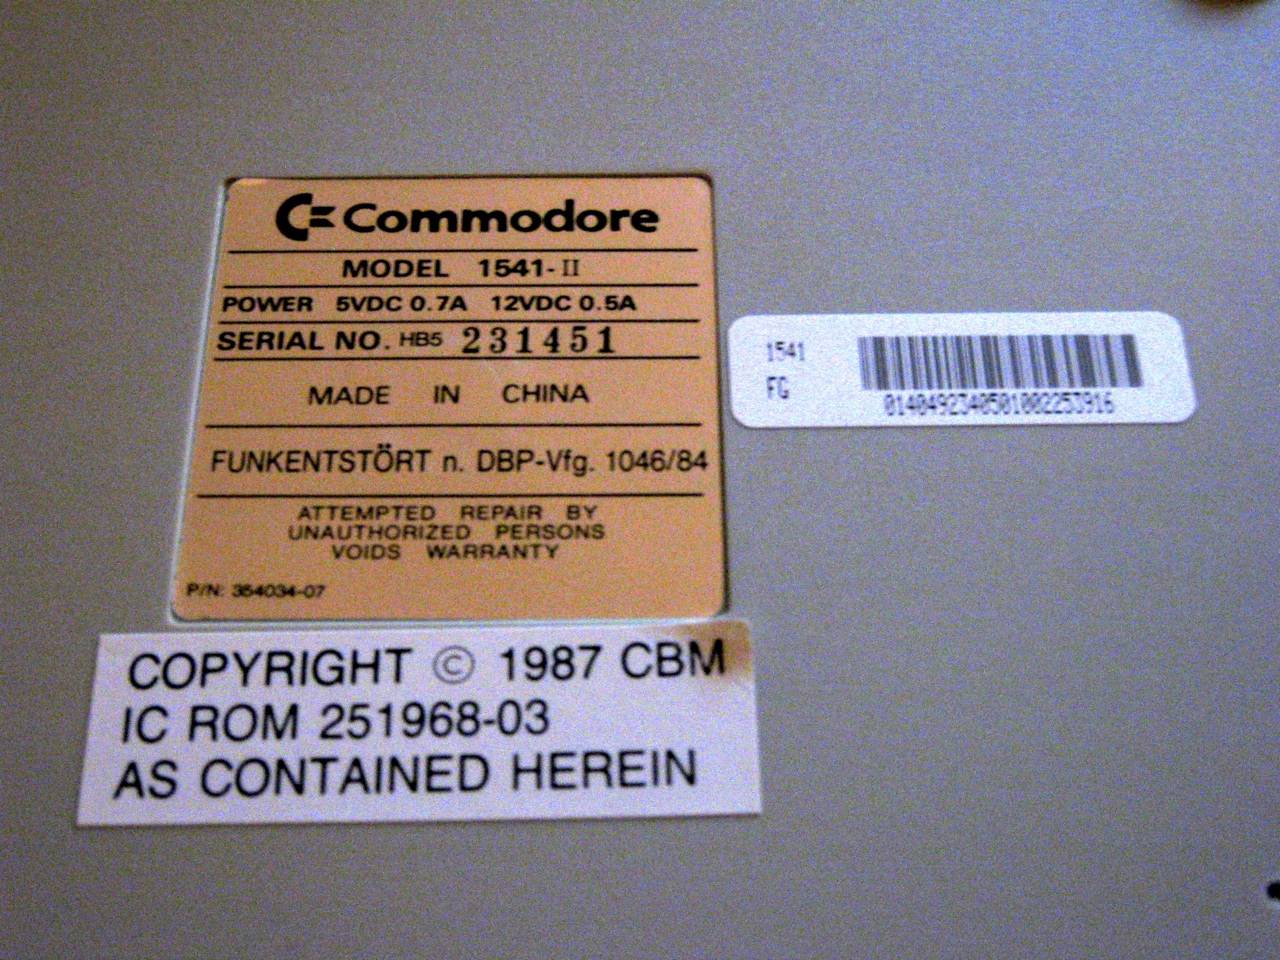 Commodore
MODEL 1541-II
POWER 5VDC 0.7A 12VDC 0.5A
SERIAL NO. HB5 231451
MADE IN CHINA
FUNKENTSTÖRT n. DBP-Vfg. 1046/84
ATTEMPTED REPAIR BY
UNAUTHORIZED PERSONS
VOIDS WARRANTY
P/N: 354034-07
1541
FG
0140492340501002253916
COPYRIGHT © 1987 CBM
IC ROM 251968-03
AS CONTAINED HEREIN